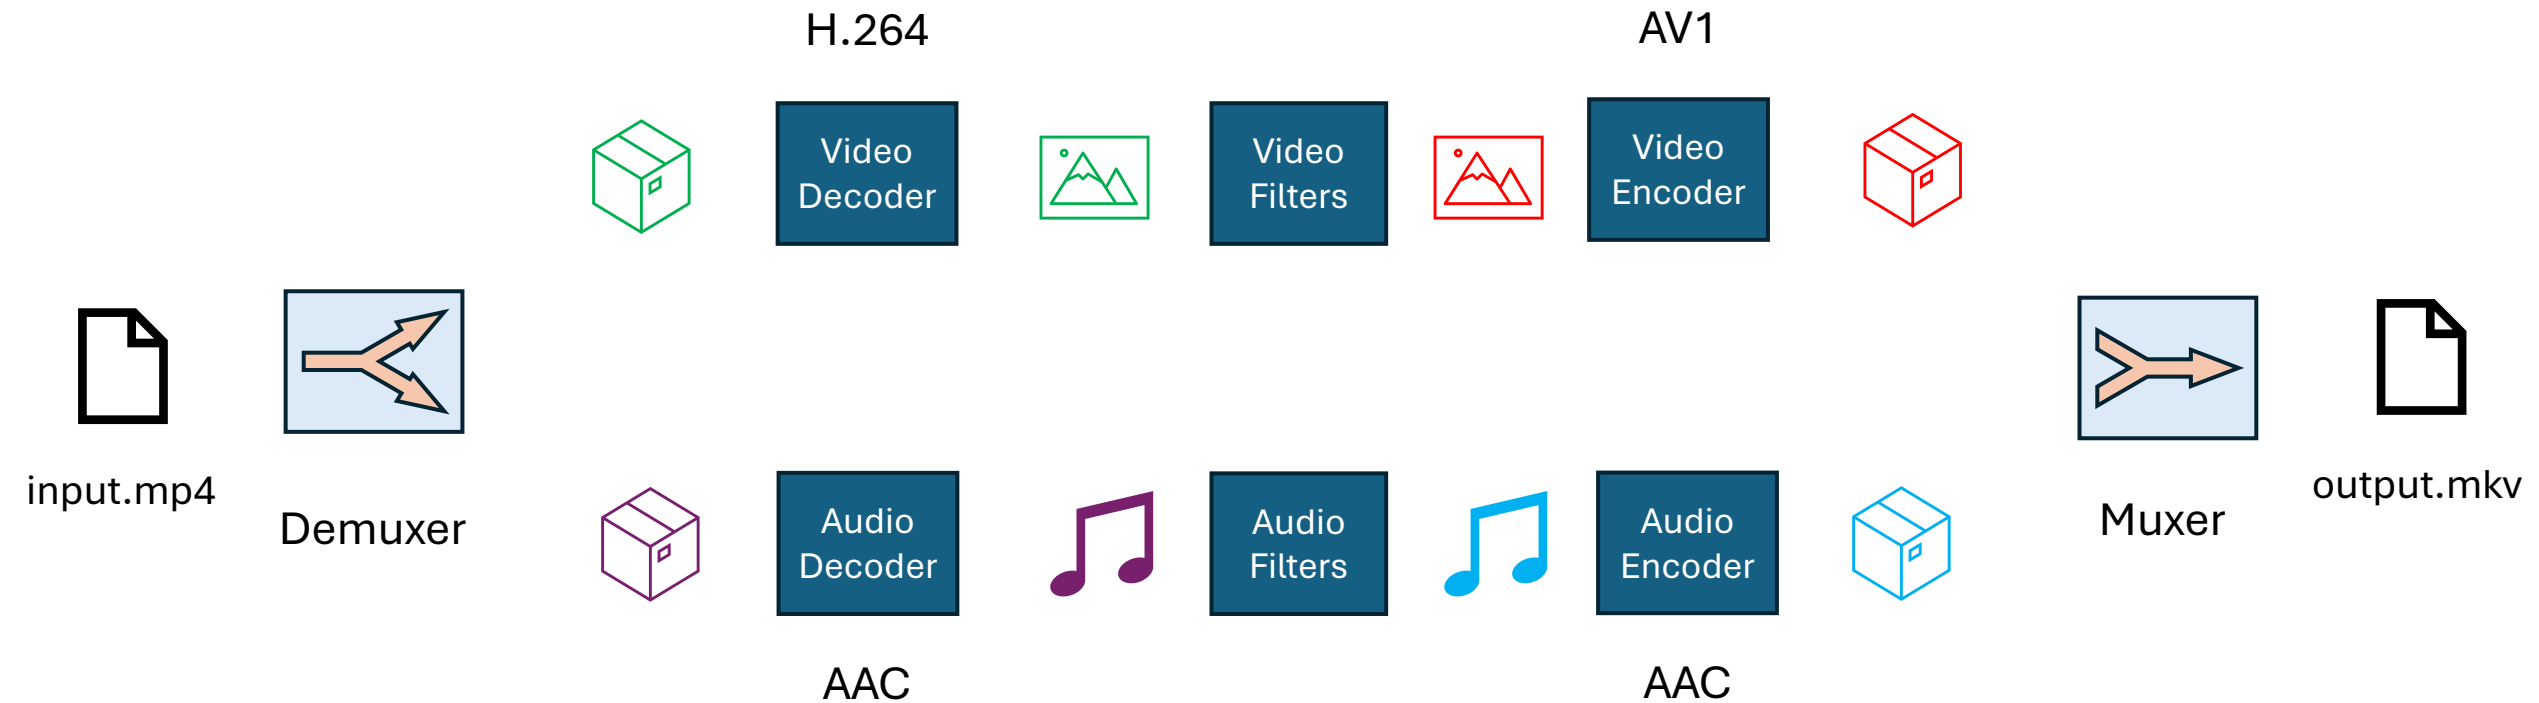 H.264
AV1
Video
Decoder
Video
Filters
Video
Encoder
input.mp4
Demuxer
Muxer
output.mkv
Audio
Decoder
Audio
Filters
Audio
Encoder
AAC
AAC